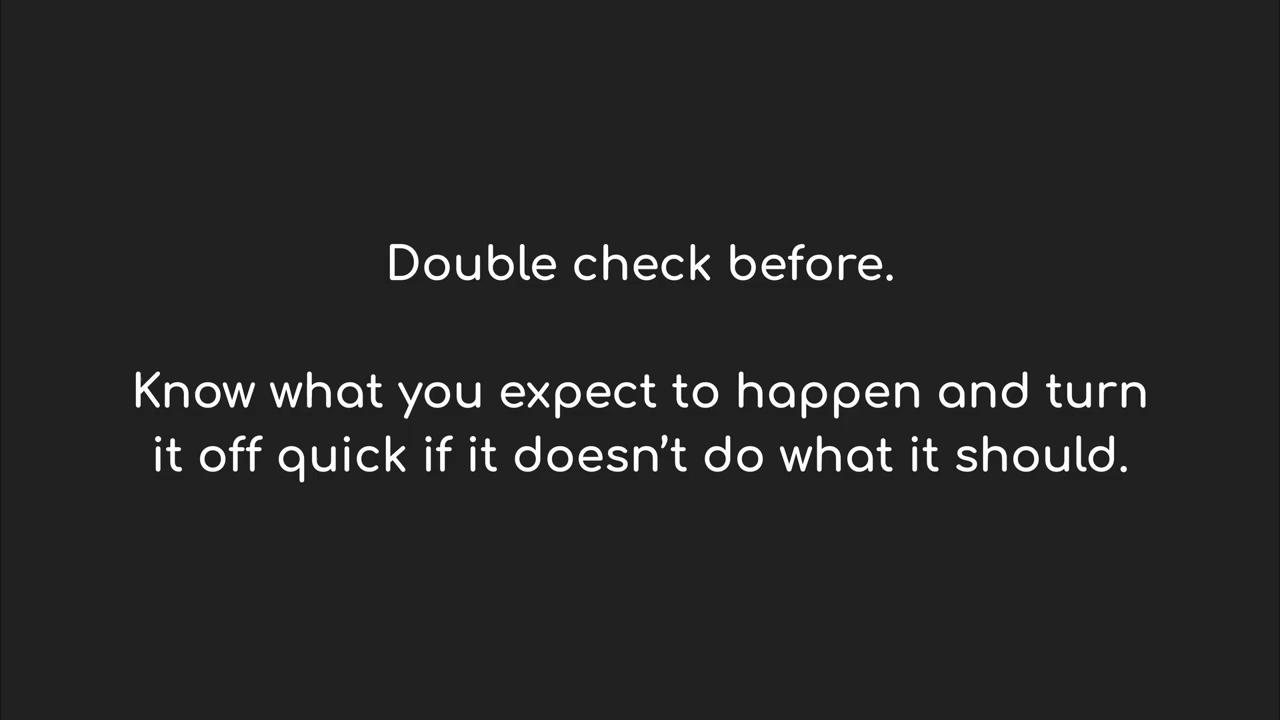 Double check before.
Know what you expect to happen and turn
it off quick if it doesn’t do what it should.